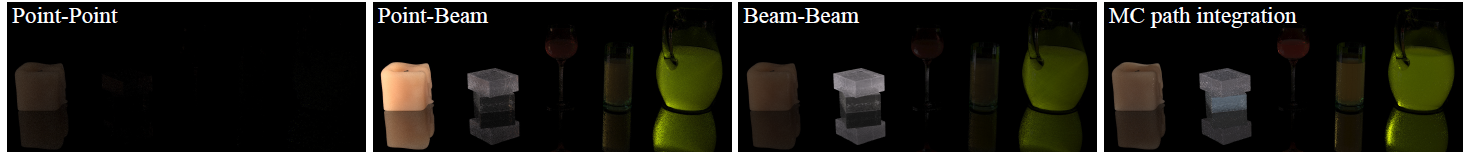 Point-Point
Point-Beam
Beam-Beam
MC path integration